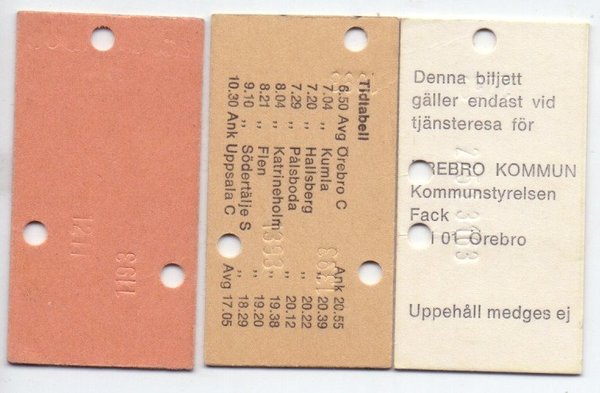 1211
1193
Tidtabell
6.50 Avg Örebro C Ank 20.55
7.04 „ Kumla „ 20.39
7.20 „ Hallsberg „ 20.22
7.29 „ Pålsboda „ 20.12
8.04 „ Katrineholm „ 19.38
8.21 „ Flen „ 19.20
9.10 „ Södertälje S „ 18.29
10.30 Ank Uppsala C Avg 17.05
1393
Denna biljett
gäller endast vid
tjänsteresa för
REBRO KOMMUN
Kommunstyrelsen
Fack
01 Örebro
Uppehåll medges ej